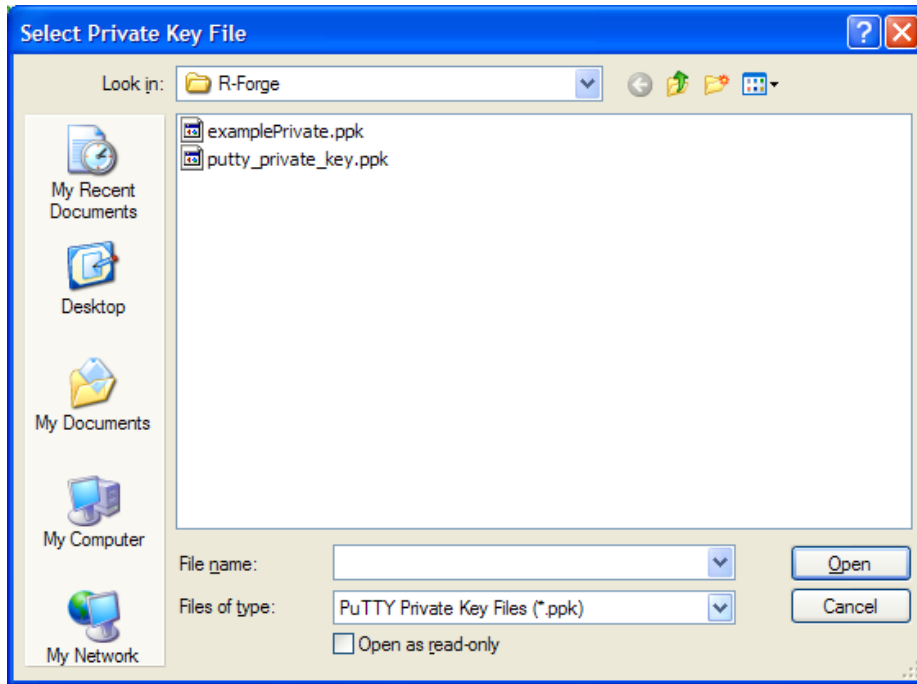 Select Private Key File
Look in: R-Forge
examplePrivate.ppk
putty_private_key.ppk
My Recent
Documents
Desktop
My Documents
My Computer
My Network
File name:
Open
Files of type: PuTTY Private Key Files (*.ppk)
Cancel
Open as read-only